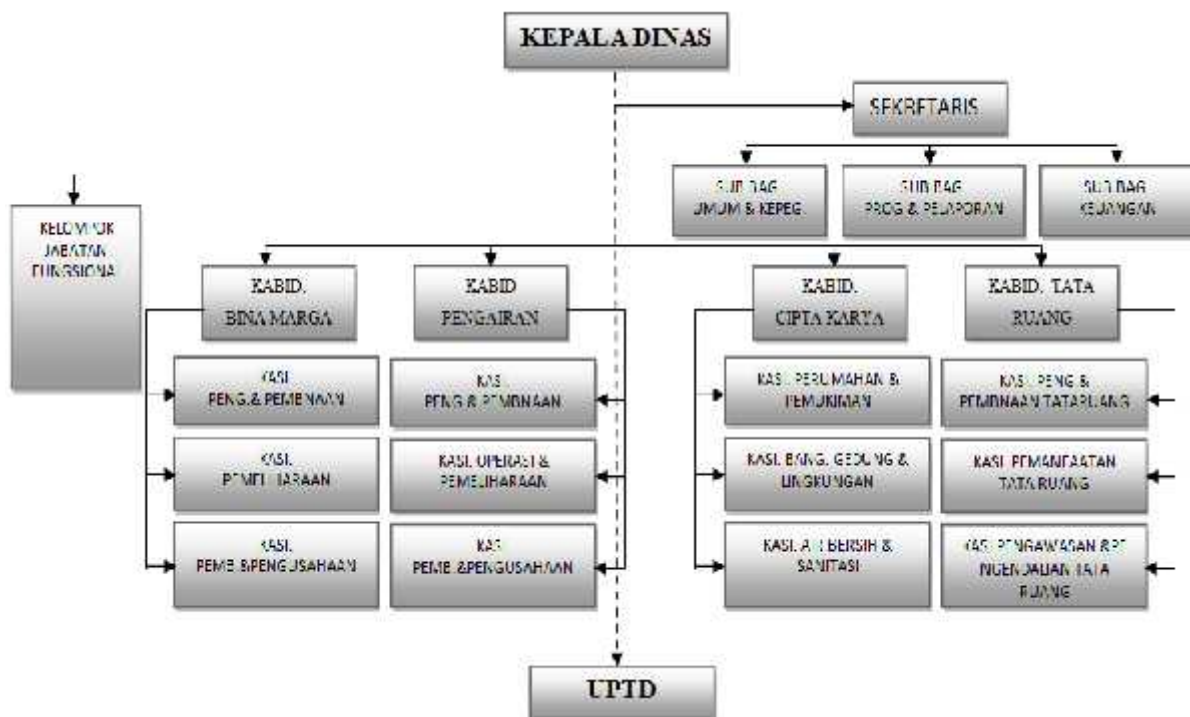 KEPALA DINAS
SEKRETARIS
SUB BAG
UMUM & KEPEG
SUB BAG
PROG & PELAPORAN
SUB BAG
KEUANGAN
KELOMPOK
JABATAN
FUNGSIONA
KABID.
BINA MARGA
KABID
PENGAIRAN
KABID.
CIPTA KARYA
KABID. TATA
RUANG
KASI.
PENG.& PEMBNAAN
KASI.
PENG & PEMBNAAN
KASI. PERUMAHAN &
PEMUKIMAN
KASI. PENG &
PEMBNAAN TATARUANG
KASI.
PEMELIHARAAN
KASI. OPERASI &
PEMELIHARAAN
KASI. BANG. GEDUNG &
LINGKUNGAN
KASI. PEMANFAATAN
TATA RUANG
KASI.
PEMB.&PENGUSAHAAN
KASI.
PEMB.&PENGUSAHAAN
KASI. AIR BERSIH &
SANITASI
KASI. PENGAWASAN &PE
NGENDALIAN TATA
RUANG
UPTD